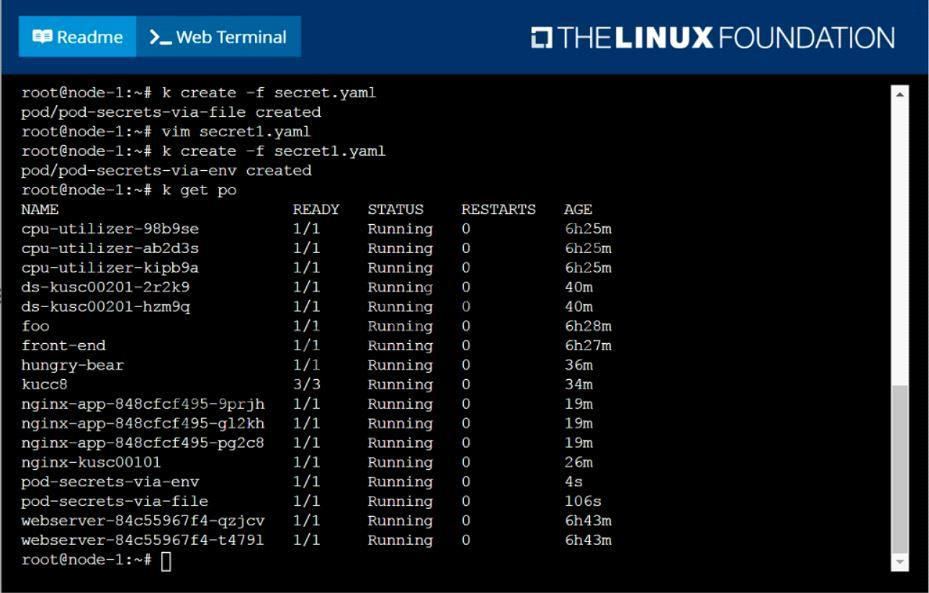 Readme >_ Web Terminal THE LINUX FOUNDATION
root@node-1:~# k create -f secret.yaml
pod/pod-secrets-via-file created
root@node-1:~# vim secret1.yaml
root@node-1:~# k create -f secret1.yaml
pod/pod-secrets-via-env created
root@node-1:~# k get po
NAME READY STATUS RESTARTS AGE
cpu-utilizer-98b9se 1/1 Running 0 6h25m
cpu-utilizer-ab2d3s 1/1 Running 0 6h25m
cpu-utilizer-kipb9a 1/1 Running 0 6h25m
ds-kusc00201-2r2k9 1/1 Running 0 40m
ds-kusc00201-hzm9q 1/1 Running 0 40m
foo 1/1 Running 0 6h28m
front-end 1/1 Running 0 6h27m
hungry-bear 1/1 Running 0 36m
kucc8 3/3 Running 0 34m
nginx-app-848cfcf495-9prjh 1/1 Running 0 19m
nginx-app-848cfcf495-gl2kh 1/1 Running 0 19m
nginx-app-848cfcf495-pg2c8 1/1 Running 0 19m
nginx-kusc00101 1/1 Running 0 26m
pod-secrets-via-env 1/1 Running 0 4s
pod-secrets-via-file 1/1 Running 0 106s
webserver-84c55967f4-qzjcv 1/1 Running 0 6h43m
webserver-84c55967f4-t479l 1/1 Running 0 6h43m
root@node-1:~#